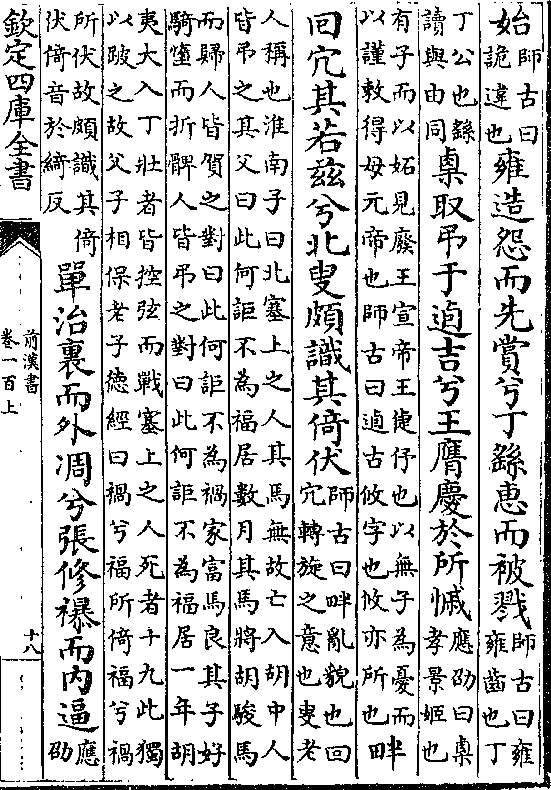 始師古曰詭違也雍造怨而先賞兮丁繇惠而被戮師古曰雍雍齒也丁
丁公也繇讀與由同㮚取弔于逌吉兮王膺慶於所慼應劭曰㮚孝景姬也
有子而以妬見廢王宣帝王倢伃也以無子為憂而以謹敕得母元帝也師古曰逌古攸字也攸亦所也畔
回宂其若兹兮北叟頗識其倚伏師古曰畔亂貌也回宂轉旋之意也叟老
人稱也淮南子曰北塞上之人其馬無故亡入胡中人皆弔之其父曰此何詎不為福居數月其馬將胡駿馬
而歸人皆賀之對曰此何詎不為禍家富馬良其子好騎墮而折髀人皆弔之對曰此何詎不為福居一年胡
夷大入丁壯者皆控弦而戰塞上之人死者十九此獨以跛之故父子相保老子德經曰禍兮福所倚福兮禍
所伏故頗識其倚伏倚音於綺反單治裏而外凋兮張修襮而内逼應劭
欽定四庫全書
前漢書
卷一百上
十八